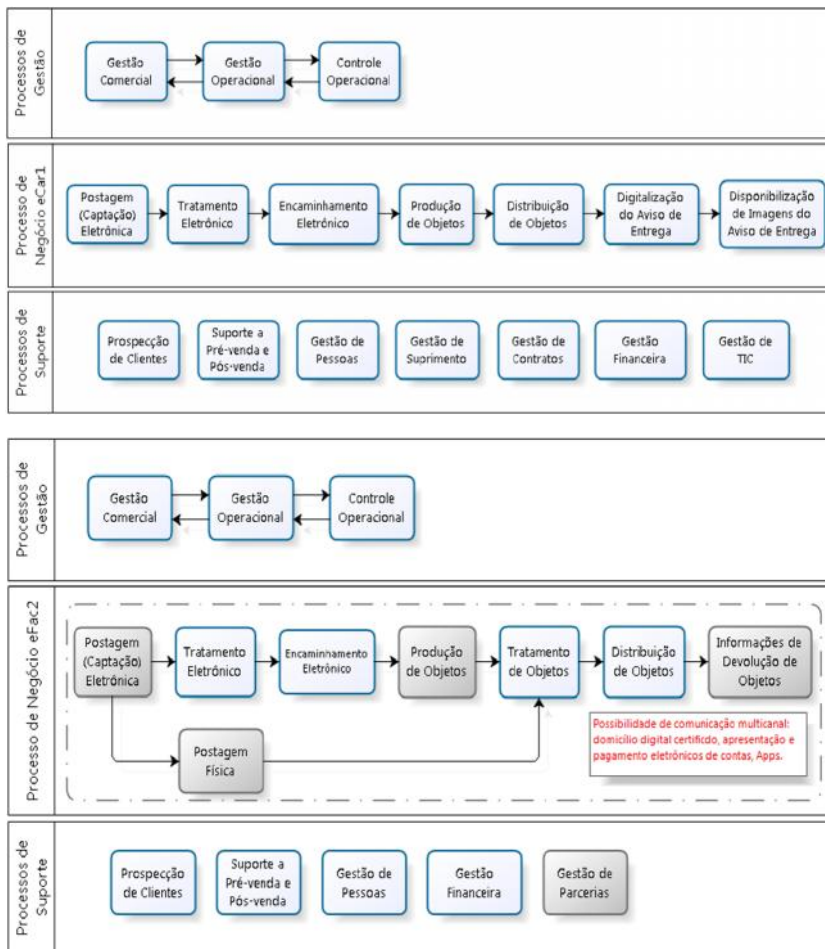 Processos de
Gestão
Gestão
Comercial
Gestão
Operacional
Controle
Operacional
Processo de
Negócio eCar1
Postagem
(Captação)
Eletrônica
Tratamento
Eletrônico
Encaminhamento
Eletrônico
Produção
de Objetos
Distribuição
de Objetos
Digitalização
do Aviso de
Entrega
Disponibilização
de Imagens do
Aviso de Entrega
Processos de
Suporte
Prospecção
de Clientes
Suporte a
Pré-venda e
Pós-venda
Gestão de
Pessoas
Gestão de
Suprimento
Gestão de
Contratos
Gestão
Financeira
Gestão de
TIC
Processos de
Gestão
Gestão
Comercial
Gestão
Operacional
Controle
Operacional
Processo de Negócio eFac2
Postagem
(Captação)
Eletrônica
Tratamento
Eletrônico
Encaminhamento
Eletrônico
Produção
de Objetos
Tratamento
de Objetos
Distribuição
de Objetos
Informações de
Devolução de
Objetos
Postagem
Física
Possibilidade de comunicação multicanal:
domicílio digital certificdo, apresentação e
pagamento eletrônicos de contas, Apps.
Processos de
Suporte
Prospecção
de Clientes
Suporte a
Pré-venda e
Pós-venda
Gestão de
Pessoas
Gestão
Financeira
Gestão de
Parcerias